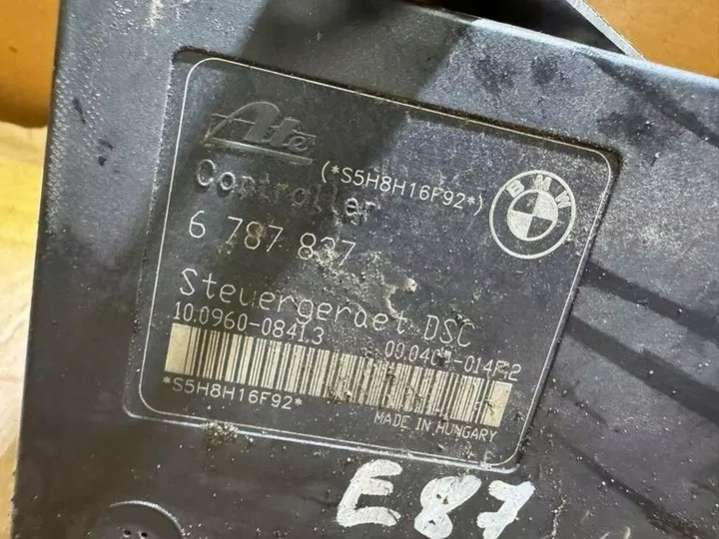 Ate
(*S5H8H16F92*)
BMW
Controller
6 787 837
Steuergeraet DSC
10.0960-0841.3
*S5H8H16F92*
MADE IN HUNGARY
E87